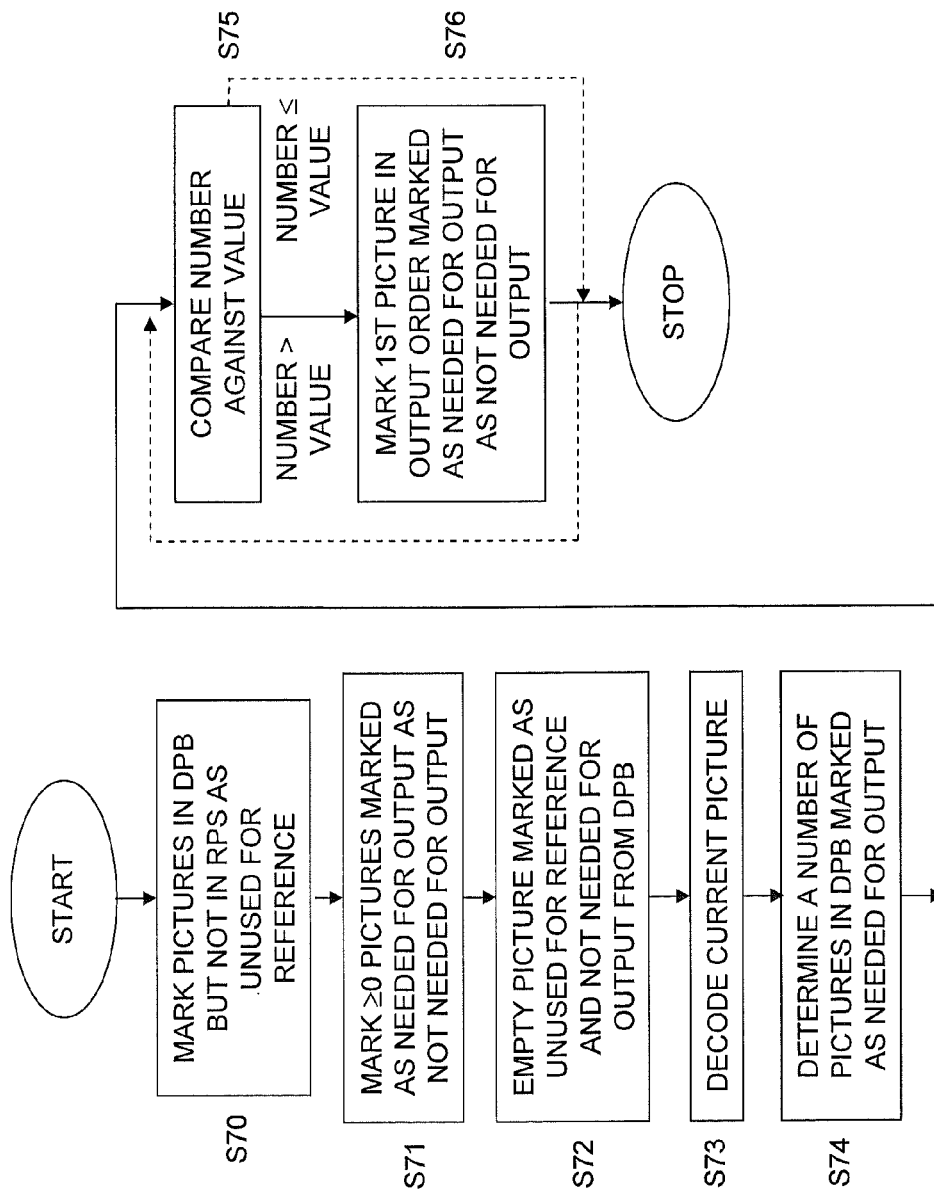 START
S70
MARK PICTURES IN DPB
BUT NOT IN RPS AS
UNUSED FOR
REFERENCE
S71
MARK ≥0 PICTURES MARKED
AS NEEDED FOR OUTPUT AS
NOT NEEDED FOR OUTPUT
S72
EMPTY PICTURE MARKED AS
UNUSED FOR REFERENCE
AND NOT NEEDED FOR
OUTPUT FROM DPB
S73
DECODE CURRENT PICTURE
S74
DETERMINE A NUMBER OF
PICTURES IN DPB MARKED
AS NEEDED FOR OUTPUT
COMPARE NUMBER
AGAINST VALUE
S75
NUMBER >
VALUE
NUMBER ≤
VALUE
MARK 1ST PICTURE IN
OUTPUT ORDER MARKED
AS NEEDED FOR OUTPUT
AS NOT NEEDED FOR
OUTPUT
S76
STOP